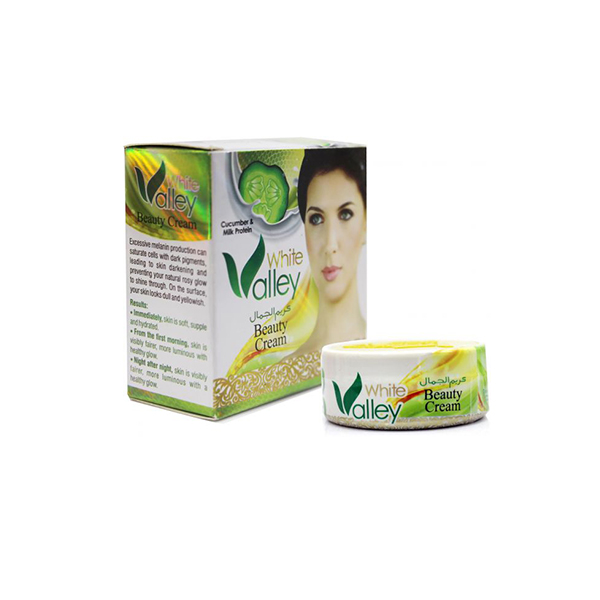 White
Valley
Beauty Cream
Excessive melanin production can
saturate cells with dark pigments,
leading to skin darkening and
preventing your natural rosy glow
to shine through. On the surface,
your skin looks dull and yellowish.
Results:
• Immediately, skin is soft, supple
and hydrated.
• From the first morning, skin is
visibly fairer, more luminous with
healthy glow.
• Night after night, skin is visibly
fairer, more luminous with a
healthy glow.
Cucumber &
Milk Protein
White
Valley
كريم الجمال
Beauty
Cream
White
Valley
كريم الجمال
Beauty
Cream